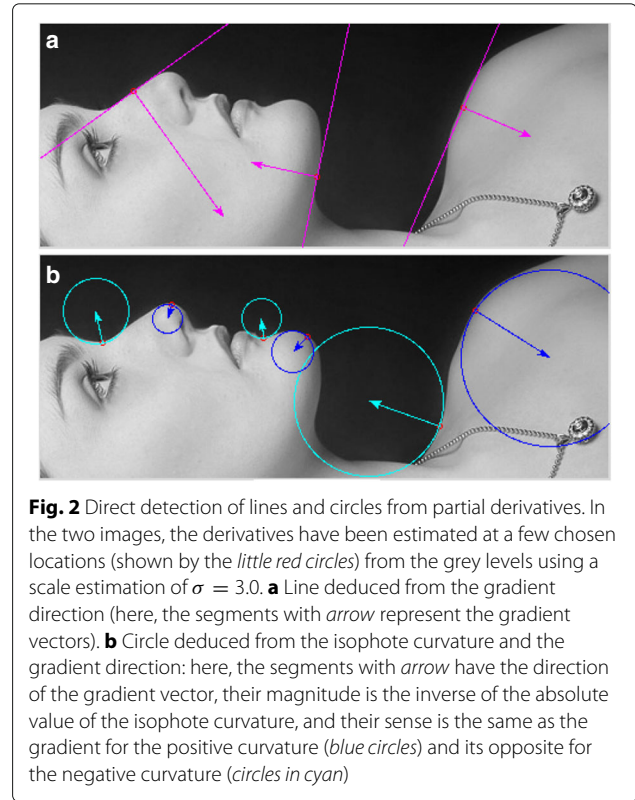 a
b
Fig. 2 Direct detection of lines and circles from partial derivatives. In
the two images, the derivatives have been estimated at a few chosen
locations (shown by the little red circles) from the grey levels using a
scale estimation of σ = 3.0. a Line deduced from the gradient
direction (here, the segments with arrow represent the gradient
vectors). b Circle deduced from the isophote curvature and the
gradient direction: here, the segments with arrow have the direction
of the gradient vector, their magnitude is the inverse of the absolute
value of the isophote curvature, and their sense is the same as the
gradient for the positive curvature (blue circles) and its opposite for
the negative curvature (circles in cyan)